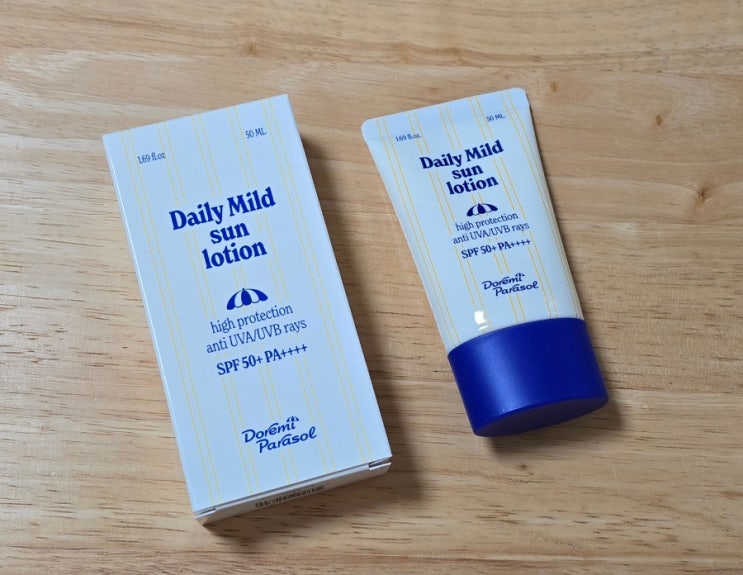 1.69 fl.oz
50 ML
Daily Mild
sun
lotion
high protection
anti UVA/UVB rays
SPF 50+ PA++++
Doremi
Parasol
1.69 fl.oz.
50 ML
Daily Mild
sun
lotion
high protection
anti UVA/UVB rays
SPF 50+ PA++++
Doremi
Parasol